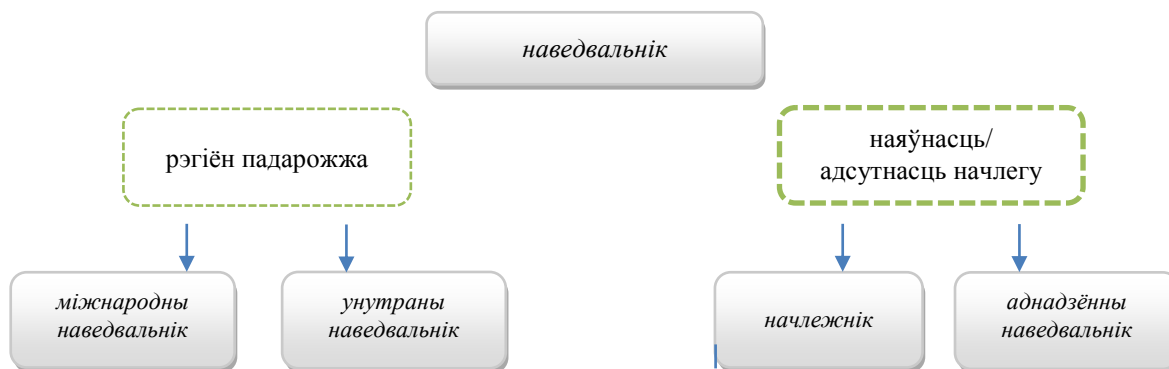 наведвальнік
рэгіён падарожжа
наяўнасць/
адсутнасць начлегу
міжнародны
наведвальнік
унутраны
наведвальнік
начлежнік
аднадзённы
наведвальнік